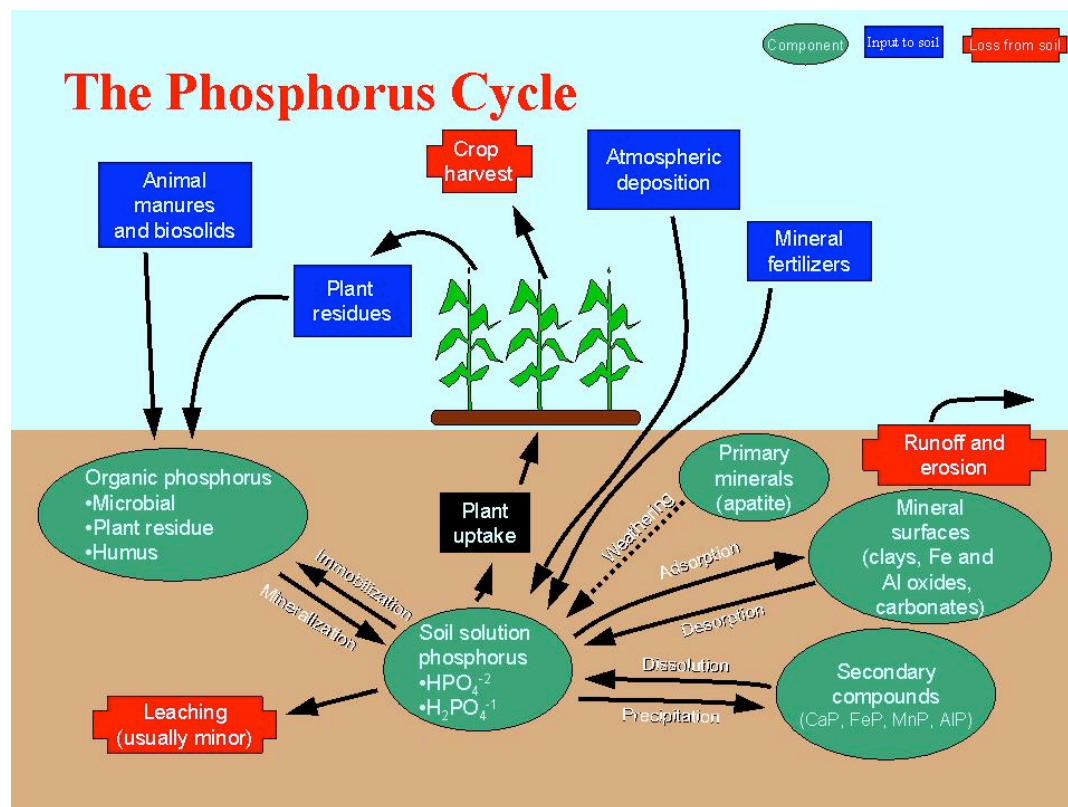 Component
Input to soil
Loss from soil
The Phosphorus Cycle
Animal
manures
and biosolids
Crop
harvest
Atmospheric
deposition
Mineral
fertilizers
Plant
residues
Runoff and
erosion
Primary
minerals
(apatite)
Organic phosphorus
•Microbial
•Plant residue
•Humus
Plant
uptake
Weathering
Mineral
surfaces
(clays, Fe and
Al oxides,
carbonates)
Adsorption
Desorption
Immobilization
Mineralization
Soil solution
phosphorus
•HPO₄⁻²
•H₂PO₄⁻¹
Dissolution
Precipitation
Secondary
compounds
(CaP, FeP, MnP, AlP)
Leaching
(usually minor)